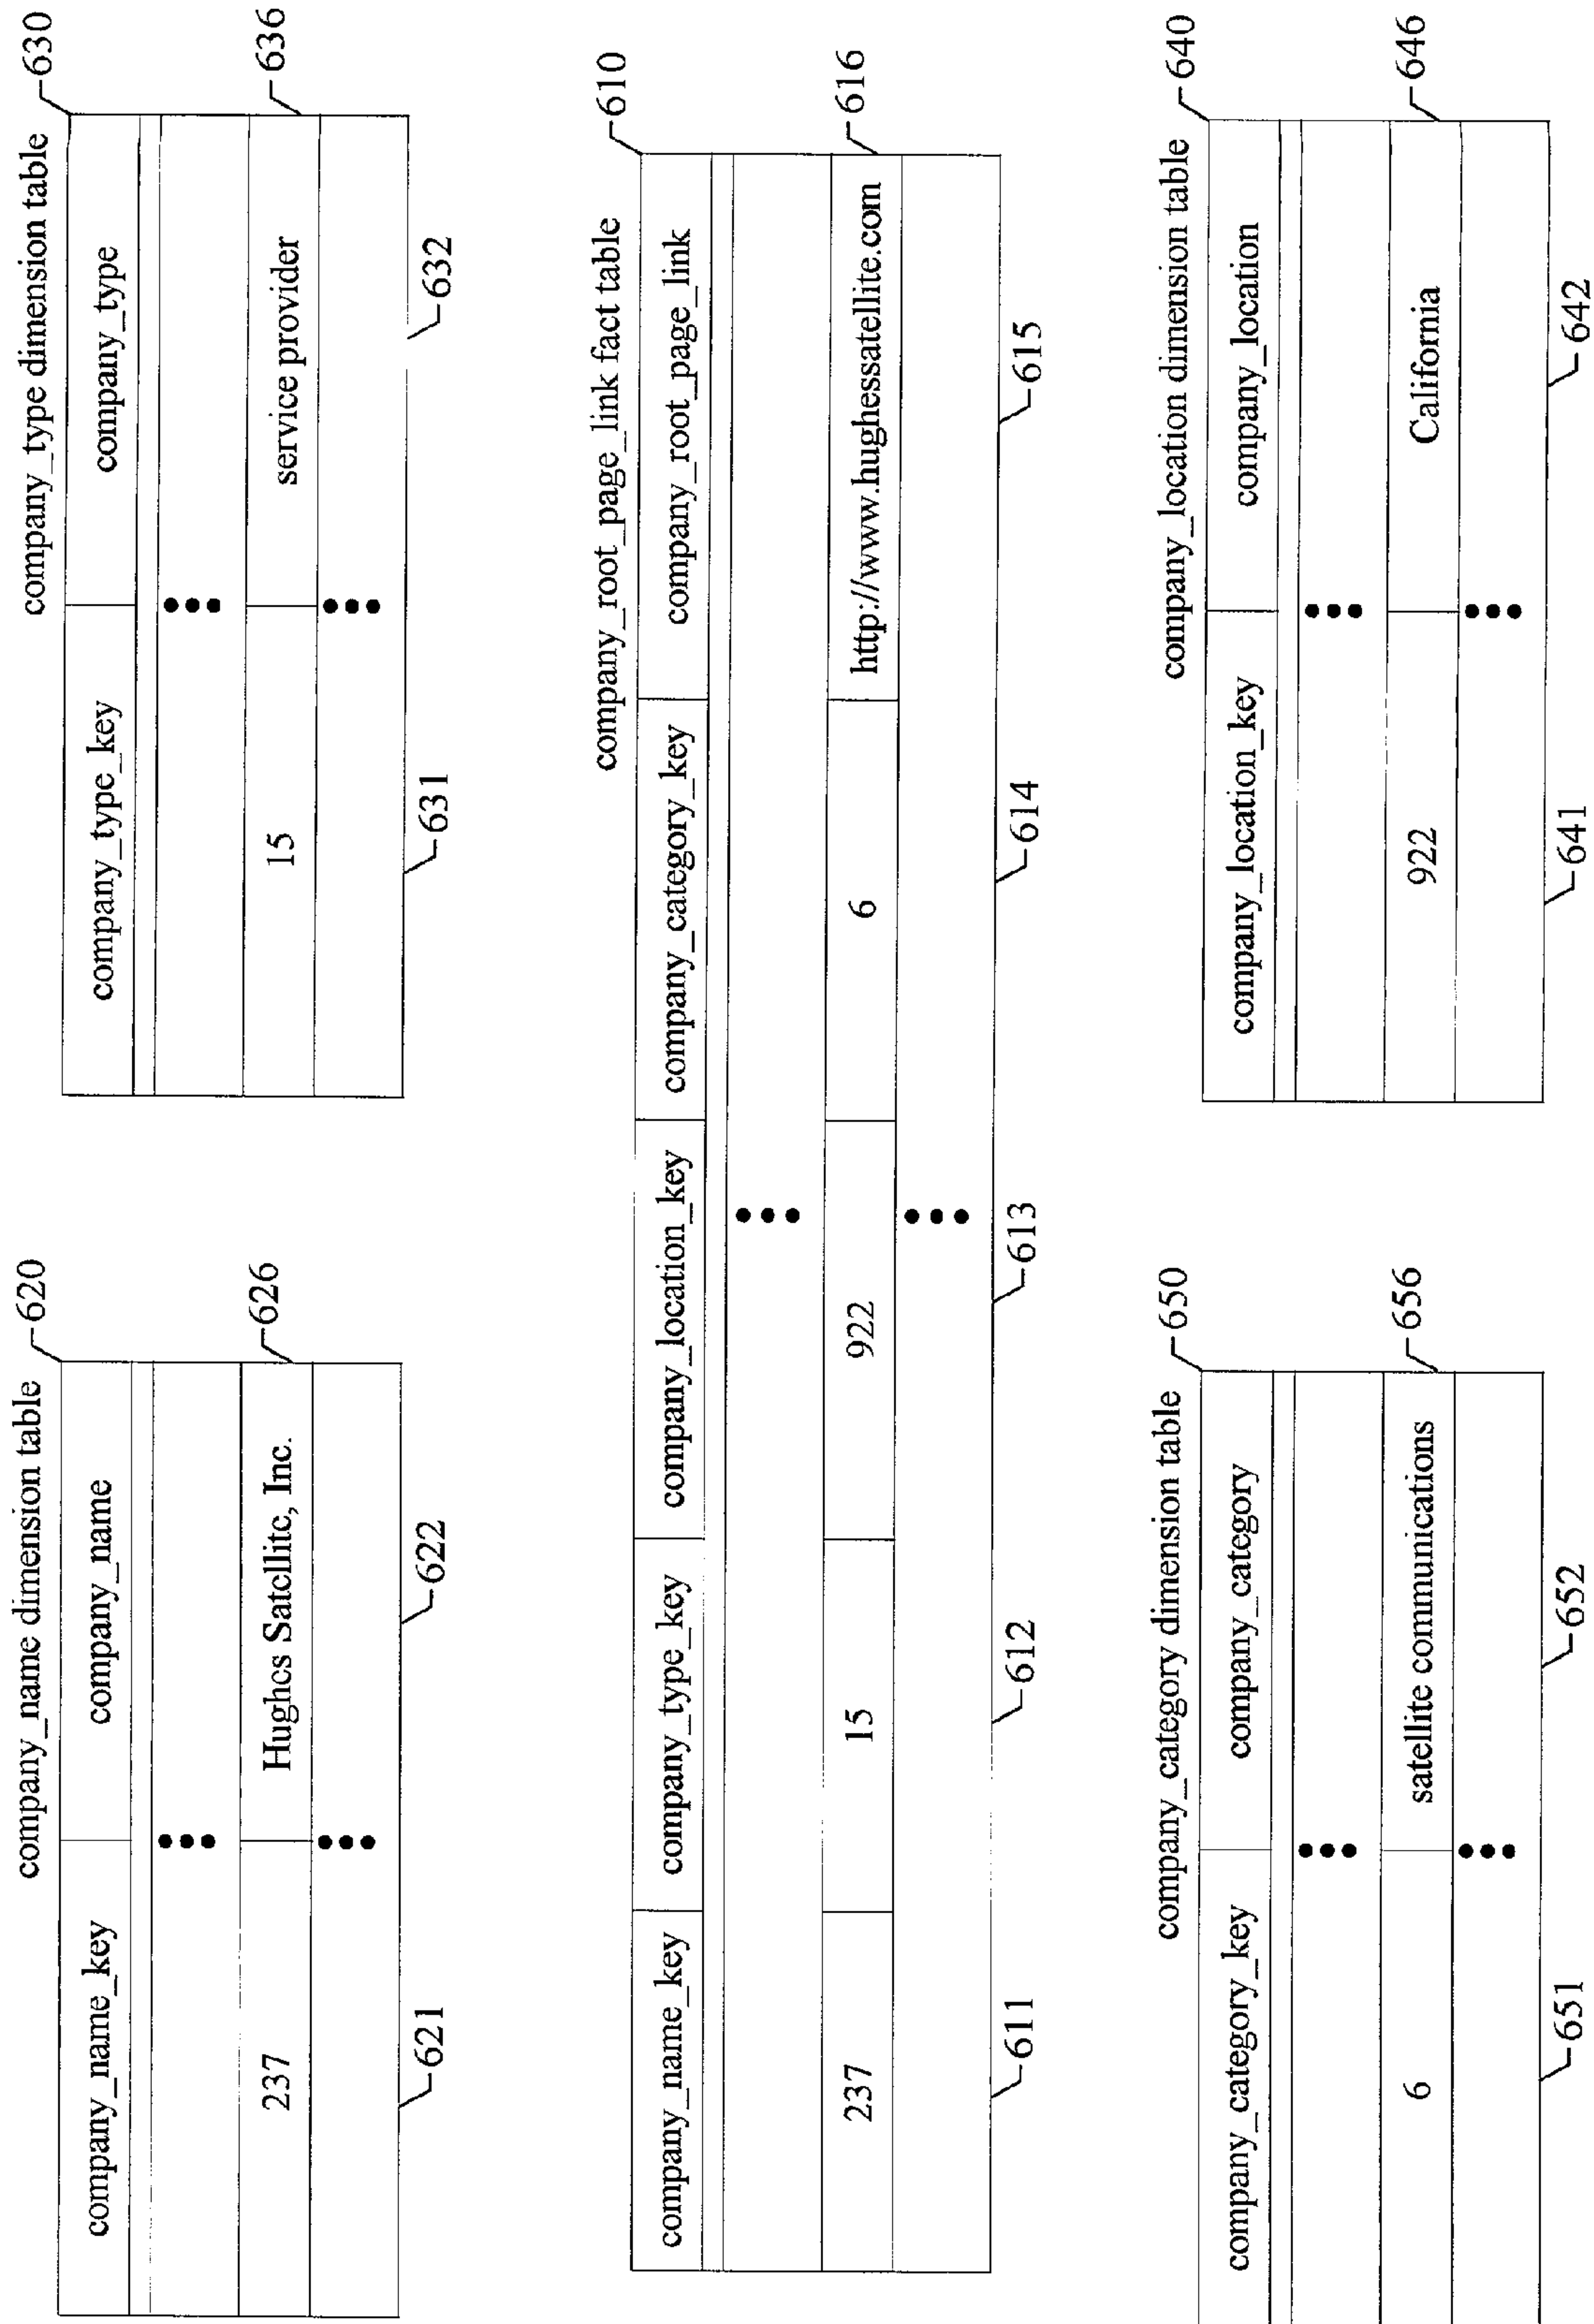 company_name dimension table
620
company_name_key company_name
237 Hughes Satellite, Inc.
626
621 622
company_type dimension table
630
company_type_key company_type
15 service provider
636
631 632
company_root_page_link fact table
610
company_name_key company_type_key company_location_key company_category_key company_root_page_link
237 15 922 6 http://www.hughessatellite.com
616
611 612 613 614 615
company_category dimension table
650
company_category_key company_category
6 satellite communications
656
651 652
company_location dimension table
640
company_location_key company_location
922 California
646
641 642